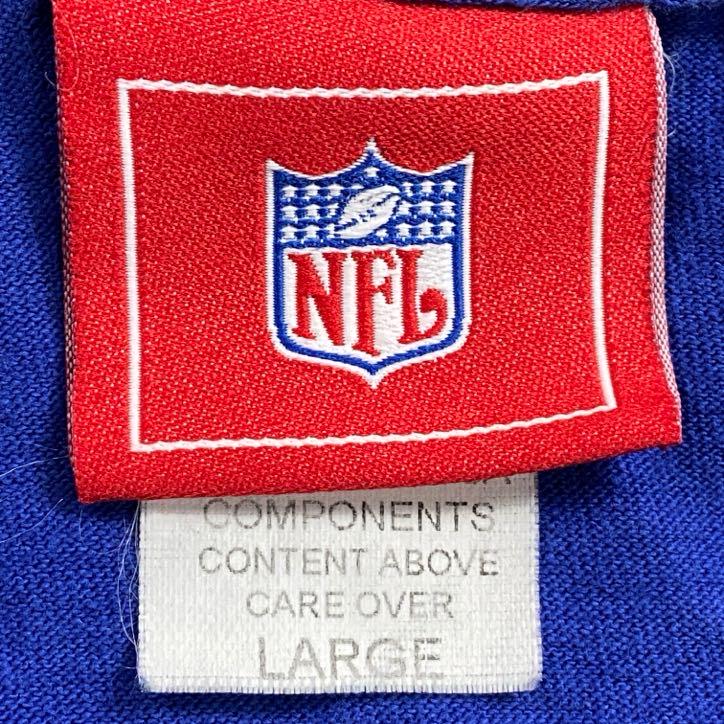 NFL
COMPONENTS
CONTENT ABOVE
CARE OVER
LARGE